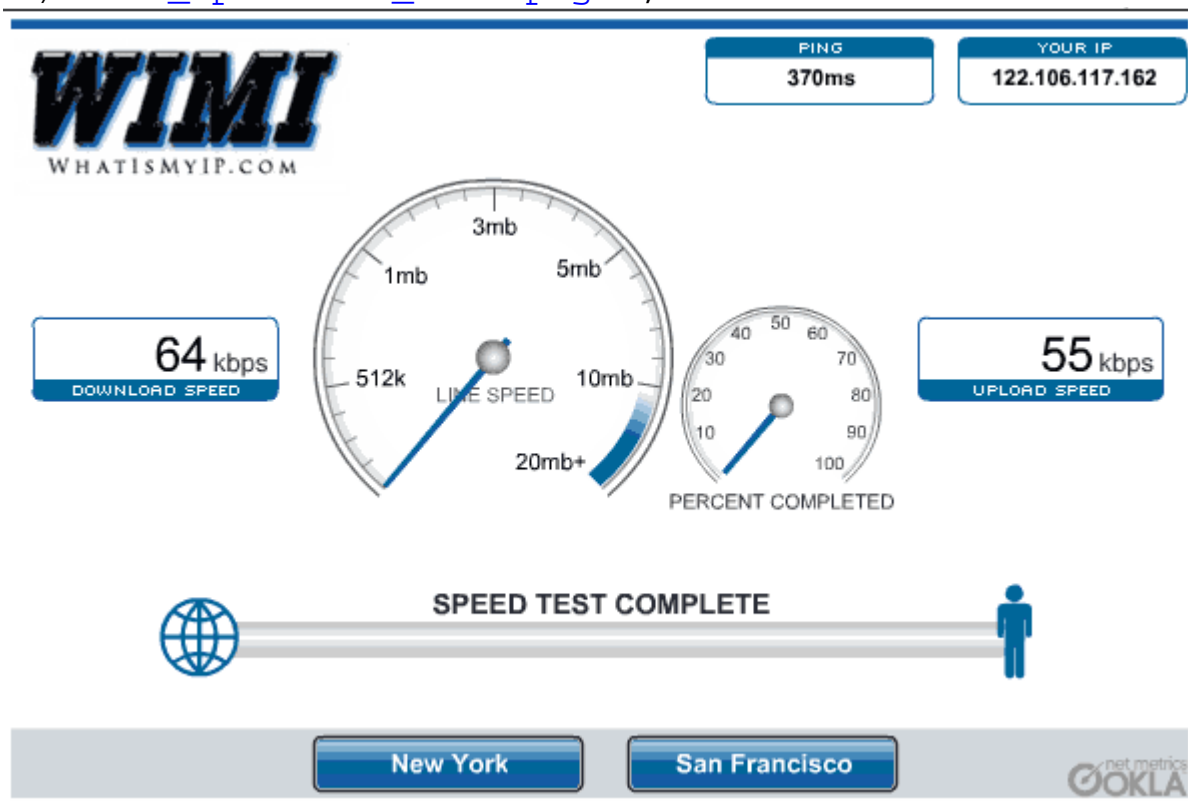 PING
370ms
YOUR IP
122.106.117.162
WIMI
WHATISMYIP.COM
3mb
1mb
5mb
512k
10mb
LINE SPEED
20mb+
64 kbps
DOWNLOAD SPEED
50
40
60
30
70
20
80
10
90
100
PERCENT COMPLETED
55 kbps
UPLOAD SPEED
SPEED TEST COMPLETE
New York
San Francisco
net metrics
OOKLA